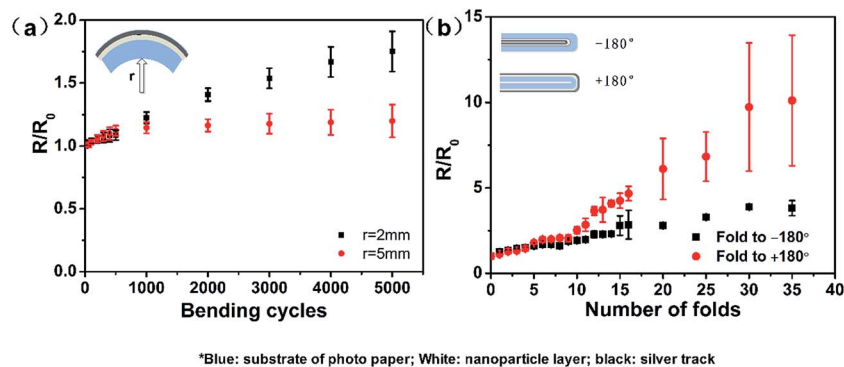 (a)
2.0
1.5
1.0
0.5
0.0
R/R0
r
r=2mm
r=5mm
0 1000 2000 3000 4000 5000
Bending cycles
(b)
15
10
5
0
R/R0
−180°
+180°
Fold to −180°
Fold to +180°
0 5 10 15 20 25 30 35 40
Number of folds
*Blue: substrate of photo paper; White: nanoparticle layer; black: silver track